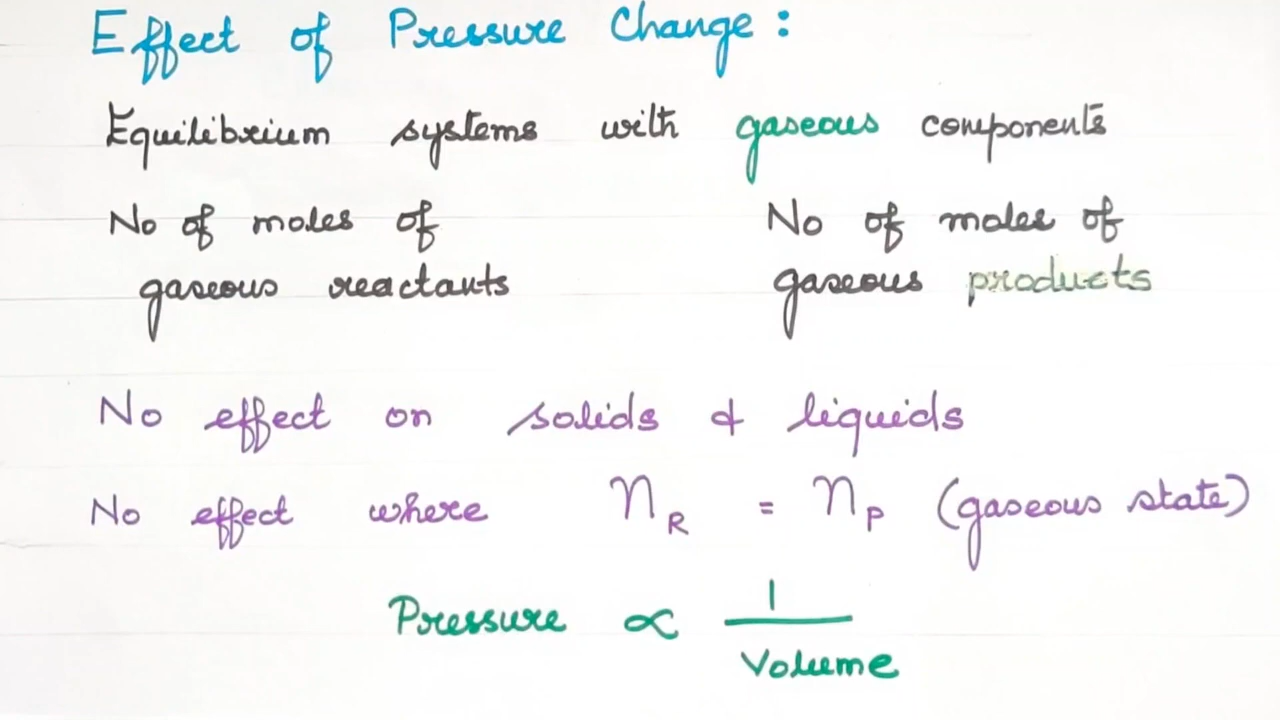 Effect of Pressure Change:
Equilibrium systems with gaseous components
No of moles of gaseous reactants
No of moles of gaseous products
No effect on solids & liquids
No effect where n_R = n_P (gaseous state)
Pressure ∝ 1/Volume